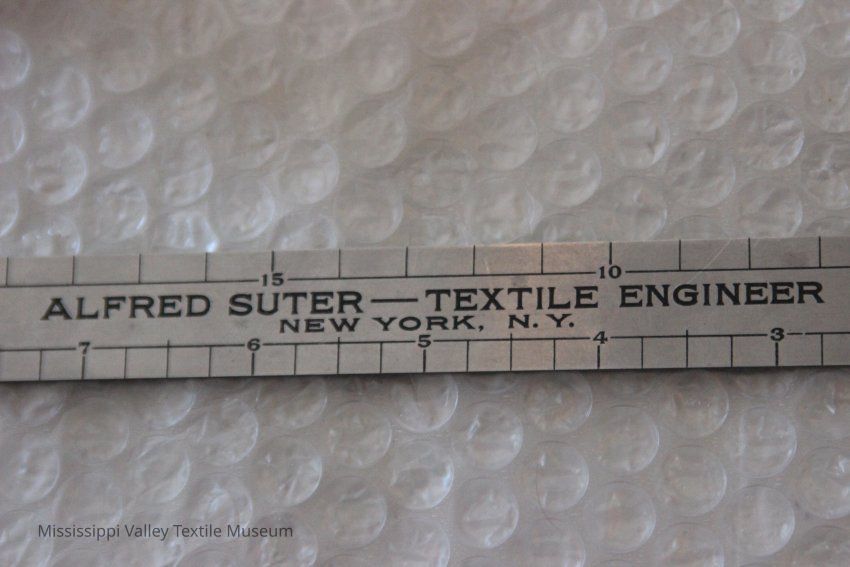 15 10
ALFRED SUTER — TEXTILE ENGINEER
NEW YORK, N. Y.
7 6 5 4 3
Mississippi Valley Textile Museum